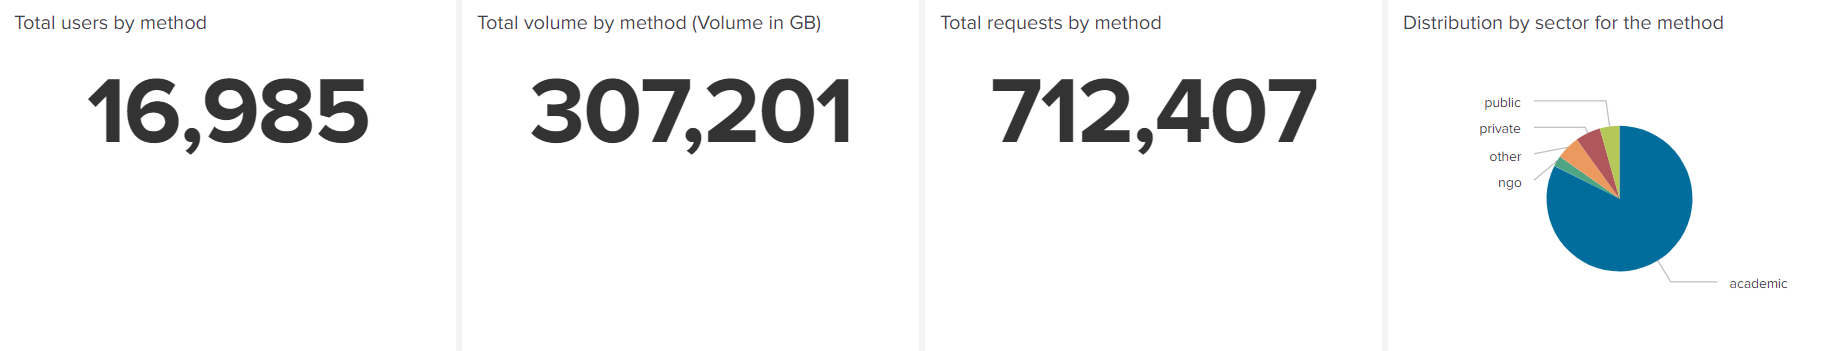 Total users by method
16,985
Total volume by method (Volume in GB)
307,201
Total requests by method
712,407
Distribution by sector for the method
public
private
other
ngo
academic